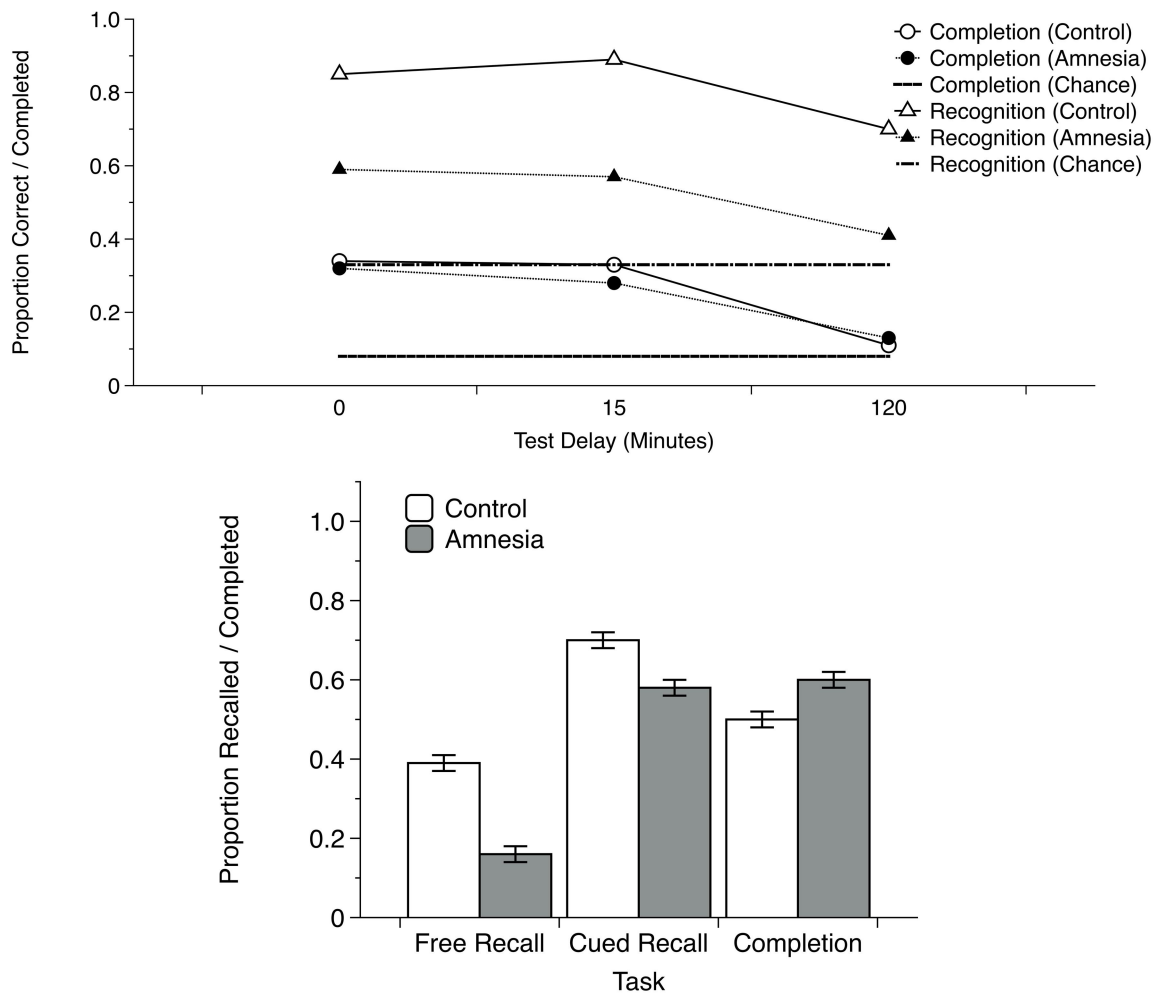 Proportion Correct / Completed
1.0
0.8
0.6
0.4
0.2
0
Completion (Control)
Completion (Amnesia)
Completion (Chance)
Recognition (Control)
Recognition (Amnesia)
Recognition (Chance)
0 15 120
Test Delay (Minutes)
Proportion Recalled / Completed
1.0
0.8
0.6
0.4
0.2
0
Control
Amnesia
Free Recall Cued Recall Completion
Task